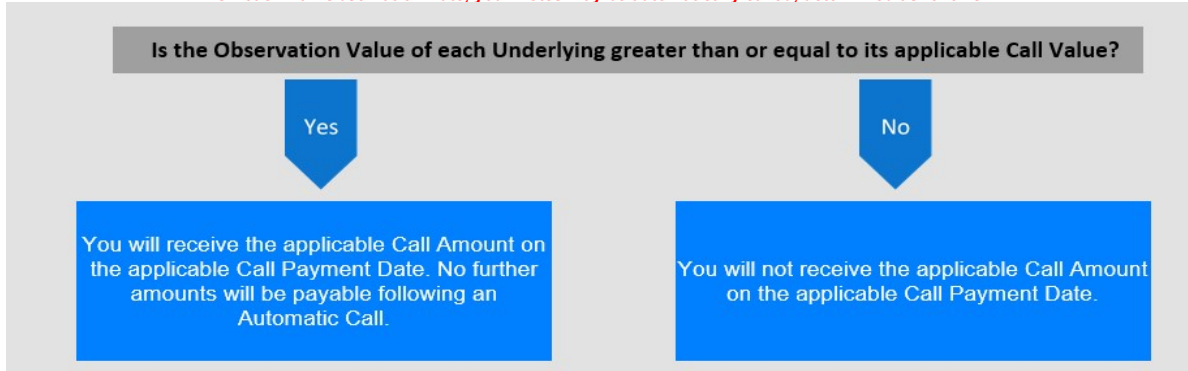 Is the Observation Value of each Underlying greater than or equal to its applicable Call Value?
Yes
No
You will receive the applicable Call Amount on
the applicable Call Payment Date. No further
amounts will be payable following an
Automatic Call.
You will not receive the applicable Call Amount
on the applicable Call Payment Date.